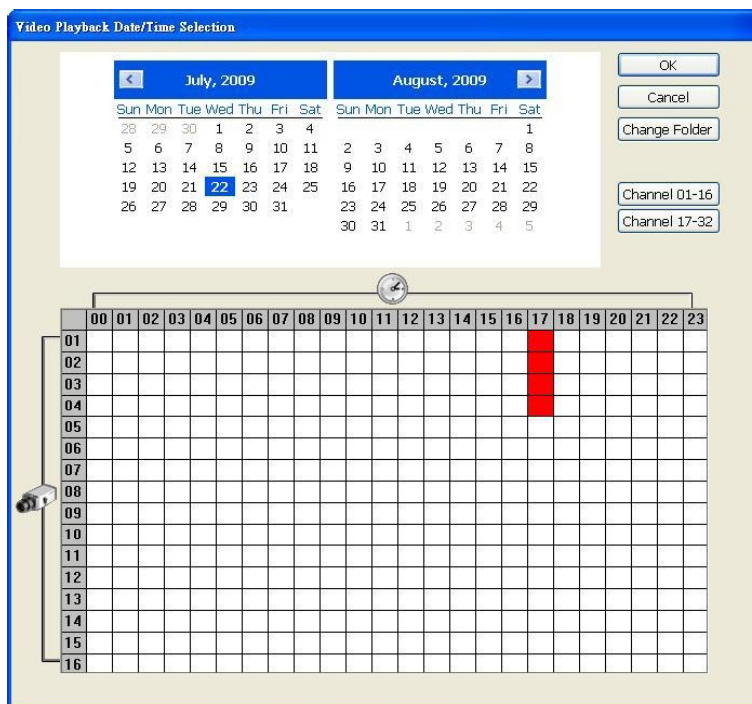 Video Playback Date/Time Selection
July, 2009
August, 2009
Sun Mon Tue Wed Thu Fri Sat
Sun Mon Tue Wed Thu Fri Sat
28 29 30 1 2 3 4
1
5 6 7 8 9 10 11
2 3 4 5 6 7 8
12 13 14 15 16 17 18
9 10 11 12 13 14 15
19 20 21 22 23 24 25
16 17 18 19 20 21 22
26 27 28 29 30 31
23 24 25 26 27 28 29
30 31 1 2 3 4 5
OK
Cancel
Change Folder
Channel 01-16
Channel 17-32
00 01 02 03 04 05 06 07 08 09 10 11 12 13 14 15 16 17 18 19 20 21 22 23
01
02
03
04
05
06
07
08
09
10
11
12
13
14
15
16